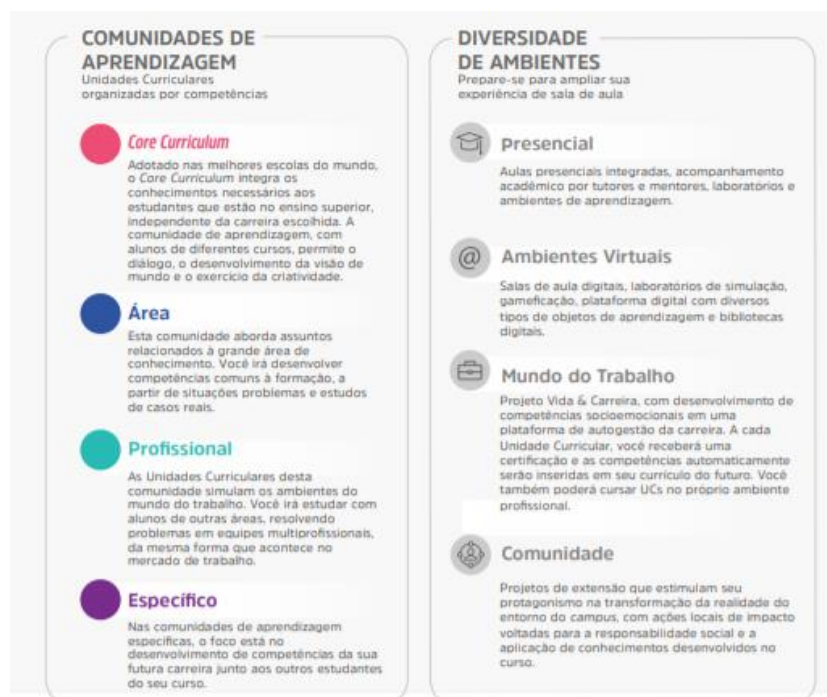 COMUNIDADES DE
APRENDIZAGEM
Unidades Curriculares
organizadas por competências
Core Curriculum
Adotado nas melhores escolas do mundo,
o Core Curriculum integra os
conhecimentos necessários aos
estudantes que estão no ensino superior,
independente da carreira escolhida. A
comunidade de aprendizagem, com
alunos de diferentes cursos, permite o
diálogo, o desenvolvimento da visão de
mundo e o exercício da criatividade.
Área
Esta comunidade aborda assuntos
relacionados à grande área de
conhecimento. Você irá desenvolver
competências comuns à formação, a
partir de situações problemas e estudos
de casos reais.
Profissional
As Unidades Curriculares desta
comunidade simulam os ambientes do
mundo do trabalho. Você irá estudar com
alunos de outras áreas, resolvendo
problemas em equipes multiprofissionais,
da mesma forma que acontece no
mercado de trabalho.
Específico
Nas comunidades de aprendizagem
específicas, o foco está no
desenvolvimento de competências da sua
futura carreira junto aos outros estudantes
do seu curso.
DIVERSIDADE
DE AMBIENTES
Prepare-se para ampliar sua
experiência de sala de aula
Presencial
Aulas presenciais integradas, acompanhamento
acadêmico por tutores e mentores, laboratórios e
ambientes de aprendizagem.
@ Ambientes Virtuais
Salas de aula digitais, laboratórios de simulação,
gameficação, plataforma digital com diversos
tipos de objetos de aprendizagem e bibliotecas
digitais.
Mundo do Trabalho
Projeto Vida & Carreira, com desenvolvimento de
competências socioemocionais em uma
plataforma de autogestão da carreira. A cada
Unidade Curricular, você receberá uma
certificação e as competências automaticamente
serão inseridas em seu currículo do futuro. Você
também poderá cursar UCs no próprio ambiente
profissional.
Comunidade
Projetos de extensão que estimulam seu
protagonismo na transformação da realidade do
entorno do campus, com ações locais de impacto
voltadas para a responsabilidade social e a
aplicação de conhecimentos desenvolvidos no
curso.